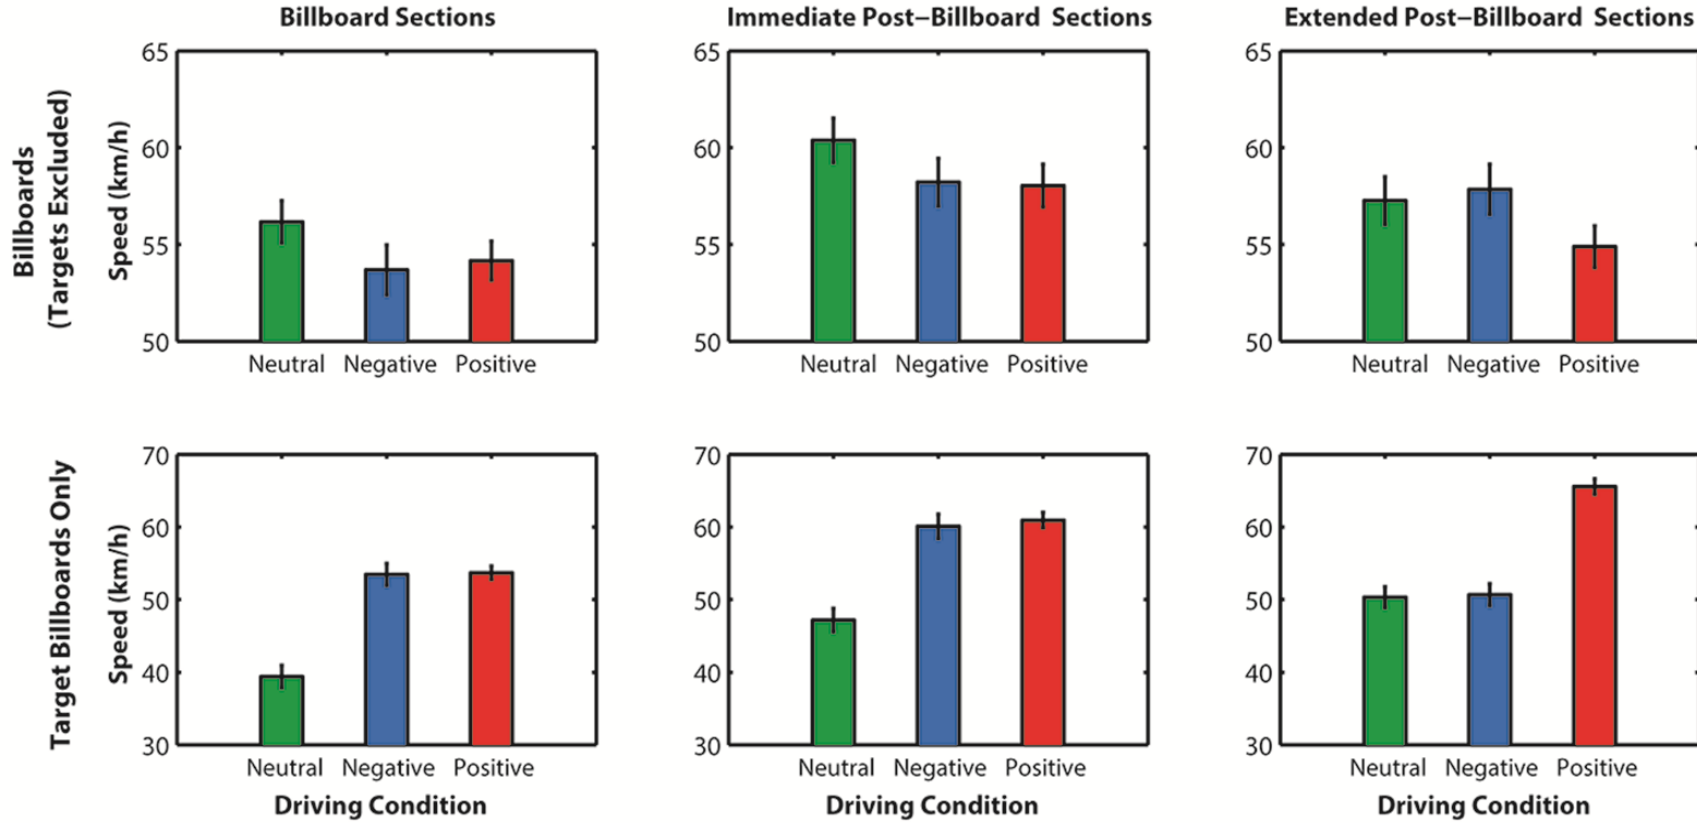 Billboard Sections
Immediate Post–Billboard Sections
Extended Post–Billboard Sections
Billboards
(Targets Excluded)
Speed (km/h)
65
60
55
50
Neutral Negative Positive
65
60
55
50
Neutral Negative Positive
65
60
55
50
Neutral Negative Positive
Target Billboards Only
Speed (km/h)
70
60
50
40
30
Neutral Negative Positive
Driving Condition
70
60
50
40
30
Neutral Negative Positive
Driving Condition
70
60
50
40
30
Neutral Negative Positive
Driving Condition